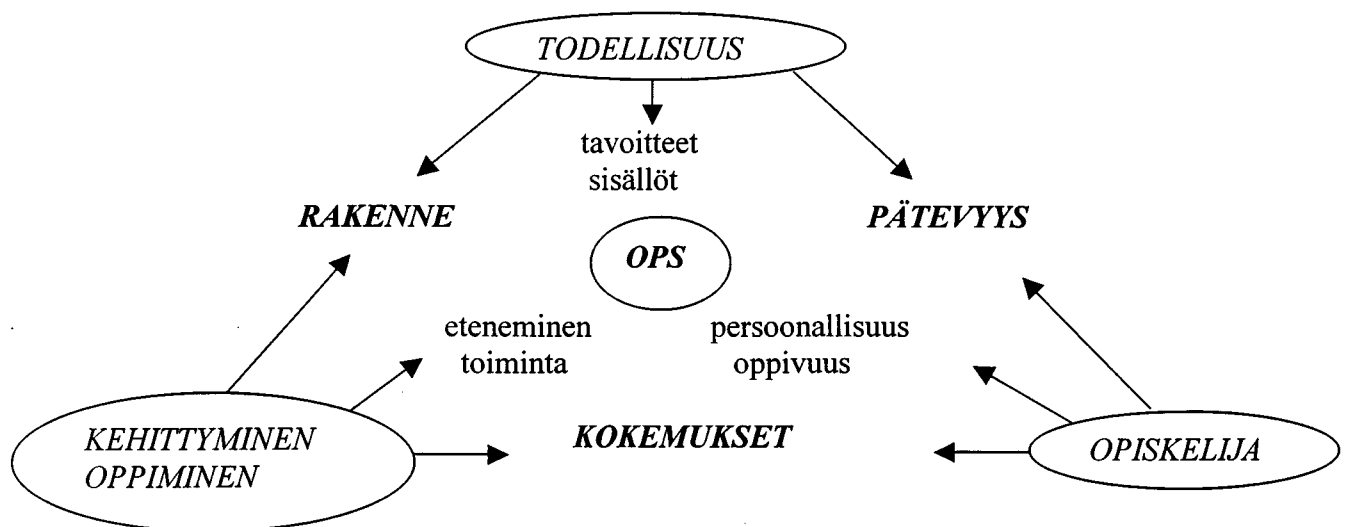 TODELLISUUS
tavoitteet
sisällöt
RAKENNE
PÄTEVYYS
OPS
eteneminen
toiminta
persoonallisuus
oppivuus
KEHITTYMINEN
OPPIMINEN
KOKEMUKSET
OPISKELIJA